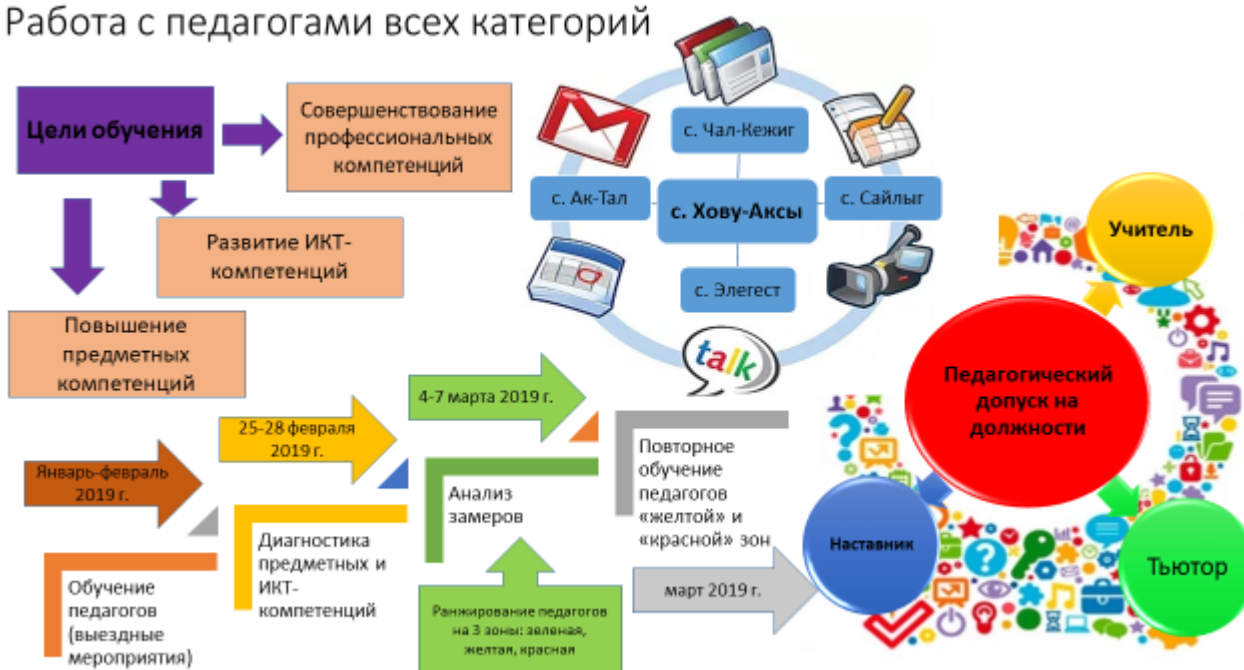 Работа с педагогами всех категорий
Цели обучения
Совершенствование
профессиональных
компетенций
Развитие ИКТ-
компетенций
Повышение
предметных
компетенций
с. Чал-Кежиг
с. Ак-Тал
с. Хову-Аксы
с. Сайлыг
с. Элегест
talk
Учитель
Педагогический
допуск на
должности
Наставник
Тьютор
Январь-февраль
2019 г.
25-28 февраля
2019 г.
4-7 марта 2019 г.
Обучение
педагогов
(выездные
мероприятия)
Диагностика
предметных и
ИКТ-
компетенций
Анализ
замеров
Ранжирование педагогов
на 3 зоны: зеленая,
желтая, красная
Повторное
обучение
педагогов
«желтой» и
«красной» зон
март 2019 г.